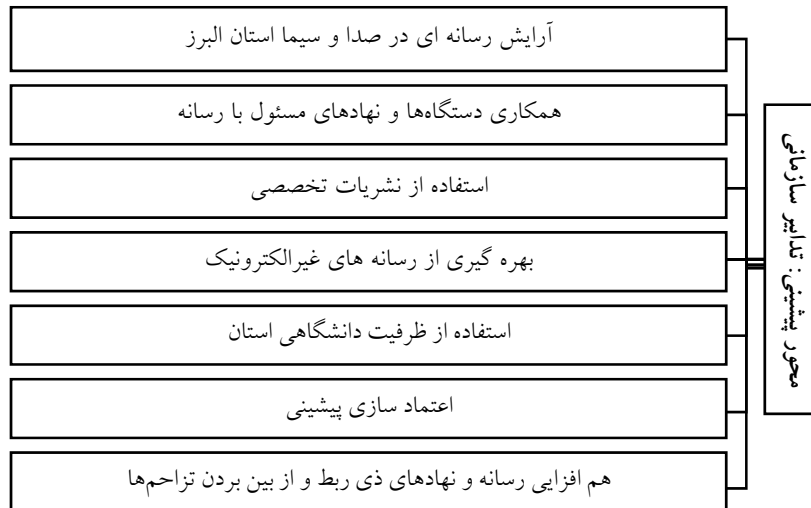 محور پیشینی: تدابیر سازمانی
آرایش رسانه ای در صدا و سیما استان البرز
همکاری دستگاه‌ها و نهادهای مسئول با رسانه
استفاده از نشریات تخصصی
بهره گیری از رسانه های غیرالکترونیک
استفاده از ظرفیت دانشگاهی استان
اعتماد سازی پیشینی
هم افزایی رسانه و نهادهای ذی ربط و از بین بردن تزاحم‌ها